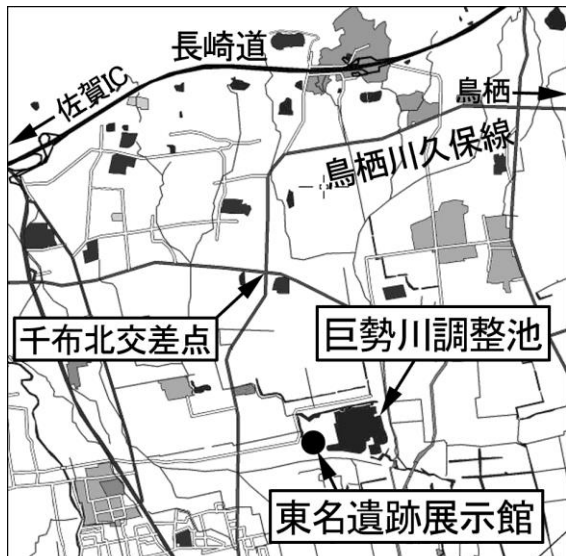 長崎道
佐賀IC
鳥栖
鳥栖川久保線
千布北交差点
巨勢川調整池
東名遺跡展示館